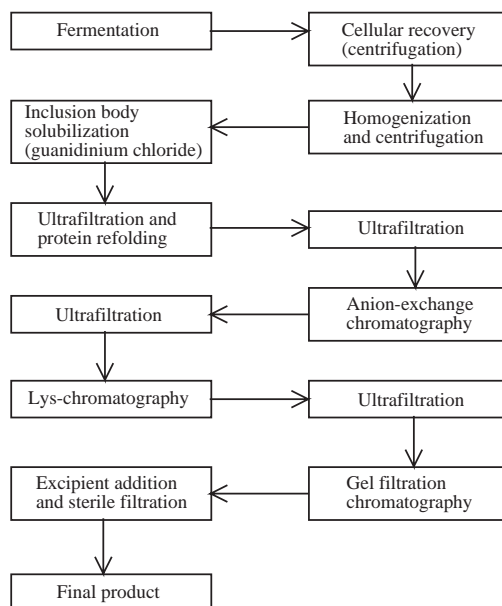 Fermentation
Cellular recovery
(centrifugation)
Homogenization
and centrifugation
Inclusion body
solubilization
(guanidinium chloride)
Ultrafiltration and
protein refolding
Ultrafiltration
Anion-exchange
chromatography
Ultrafiltration
Lys-chromatography
Ultrafiltration
Gel filtration
chromatography
Excipient addition
and sterile filtration
Final product